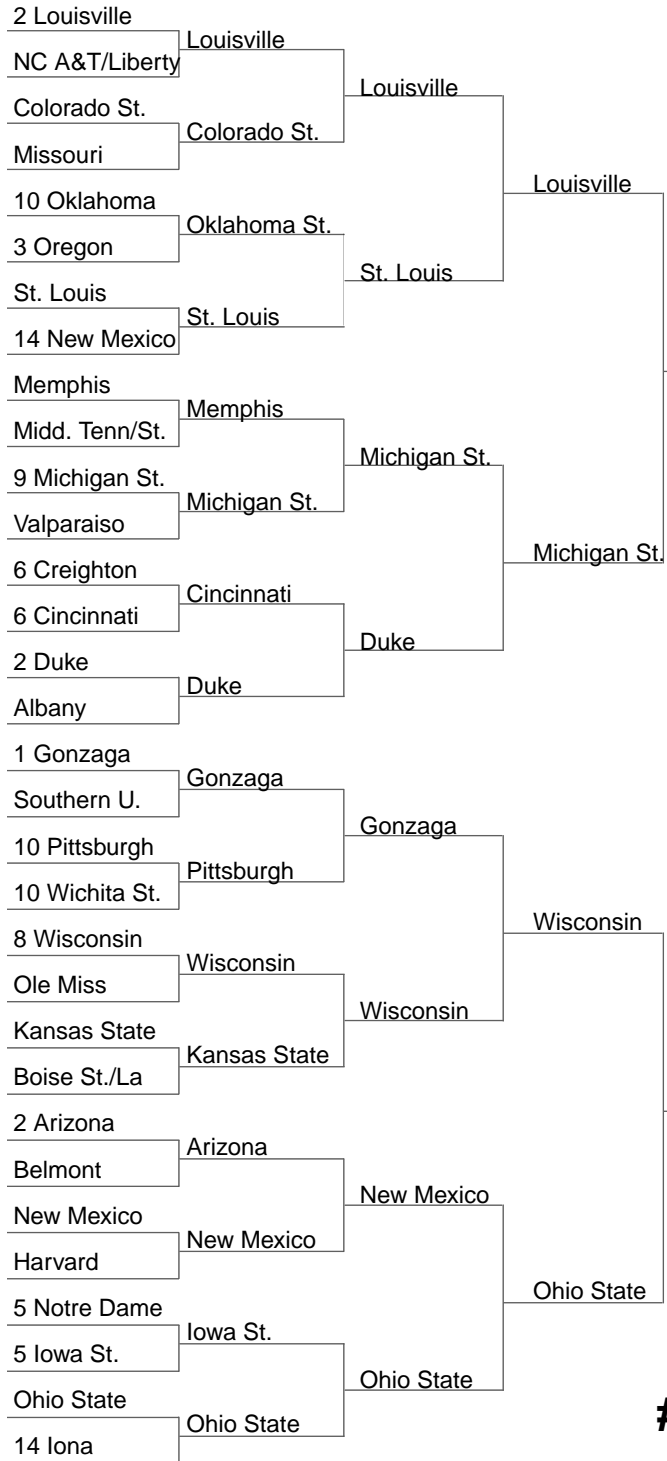 2 Louisville
NC A&T/Liberty
Colorado St.
Missouri
10 Oklahoma
3 Oregon
St. Louis
14 New Mexico
Memphis
Midd. Tenn/St.
9 Michigan St.
Valparaiso
6 Creighton
6 Cincinnati
2 Duke
Albany
1 Gonzaga
Southern U.
10 Pittsburgh
10 Wichita St.
8 Wisconsin
Ole Miss
Kansas State
Boise St./La
2 Arizona
Belmont
New Mexico
Harvard
5 Notre Dame
5 Iowa St.
Ohio State
14 Iona
Louisville
Colorado St.
Oklahoma St.
St. Louis
Memphis
Michigan St.
Cincinnati
Duke
Gonzaga
Pittsburgh
Wisconsin
Kansas State
Arizona
New Mexico
Iowa St.
Ohio State
Louisville
St. Louis
Michigan St.
Duke
Gonzaga
Wisconsin
New Mexico
Ohio State
Louisville
Michigan St.
Wisconsin
Ohio State
#